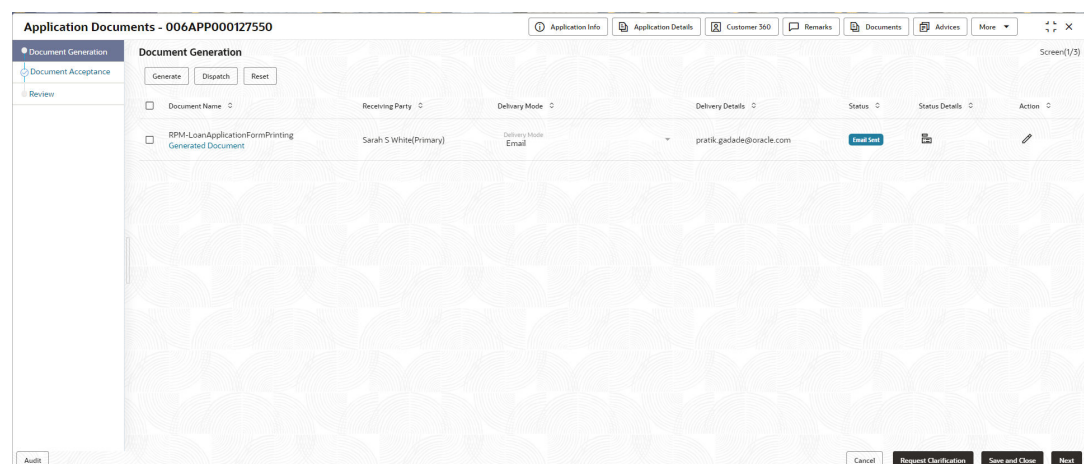 Application Documents - 006APP000127550
Application Info
Application Details
Customer 360
Remarks
Documents
Advices
More
Document Generation
Document Acceptance
Review
Document Generation
Screen(1/3)
Generate
Dispatch
Reset
Document Name
Receiving Party
Delivary Mode
Delivery Details
Status
Status Details
Action
RPM-LoanApplicationFormPrinting
Generated Document
Sarah S White(Primary)
Delivery Mode
Email
pratik.gadade@oracle.com
Email Sent
Audit
Cancel
Request Clarification
Save and Close
Next